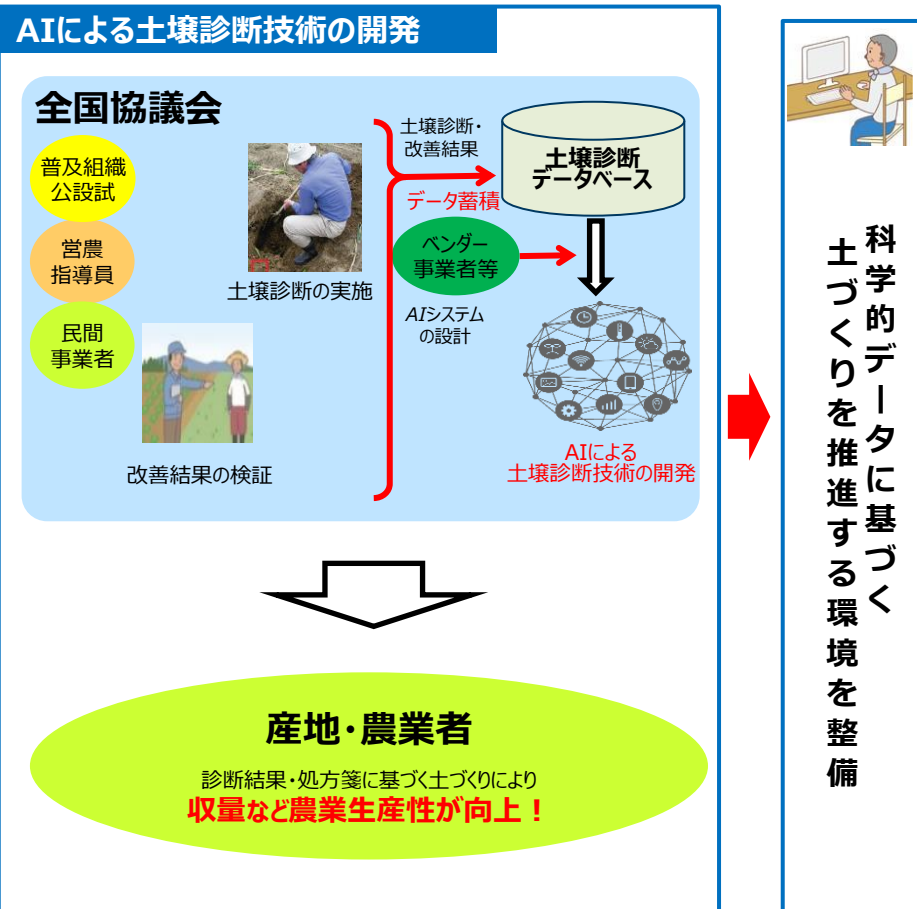 AIによる土壌診断技術の開発
全国協議会
普及組織
公設試
営農
指導員
民間
事業者
土壌診断の実施
改善結果の検証
土壌診断・
改善結果
データ蓄積
土壌診断
データベース
ベンダー
事業者等
AIシステム
の設計
AIによる
土壌診断技術の開発
産地・農業者
診断結果・処方箋に基づく土づくりにより
収量など農業生産性が向上！
科学的データに基づく
土づくりを推進する環境を整備